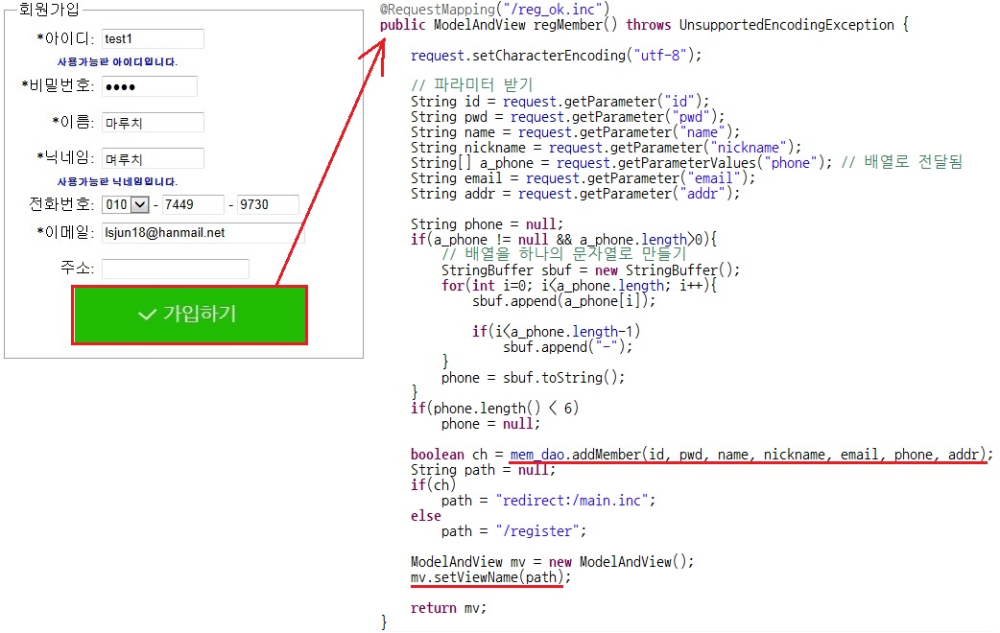 회원가입
*아이디: test1
사용가능한 아이디입니다.
*비밀번호: ●●●●
*이름: 마루치
*닉네임: 며루치
사용가능한 닉네임입니다.
전화번호: 010 - 7449 - 9730
*이메일: lsjun18@hanmail.net
주소:
가입하기
@RequestMapping("/reg_ok.inc")
public ModelAndView regMember() throws UnsupportedEncodingException {
request.setCharacterEncoding("utf-8");
// 파라미터 받기
String id = request.getParameter("id");
String pwd = request.getParameter("pwd");
String name = request.getParameter("name");
String nickname = request.getParameter("nickname");
String[] a_phone = request.getParameterValues("phone"); // 배열로 전달됨
String email = request.getParameter("email");
String addr = request.getParameter("addr");
String phone = null;
if(a_phone != null && a_phone.length>0){
// 배열을 하나의 문자열로 만들기
StringBuffer sbuf = new StringBuffer();
for(int i=0; i<a_phone.length; i++){
sbuf.append(a_phone[i]);
if(i<a_phone.length-1)
sbuf.append("-");
}
phone = sbuf.toString();
}
if(phone.length() < 6)
phone = null;
boolean ch = mem_dao.addMember(id, pwd, name, nickname, email, phone, addr);
String path = null;
if(ch)
path = "redirect:/main.inc";
else
path = "/register";
ModelAndView mv = new ModelAndView();
mv.setViewName(path);
return mv;
}